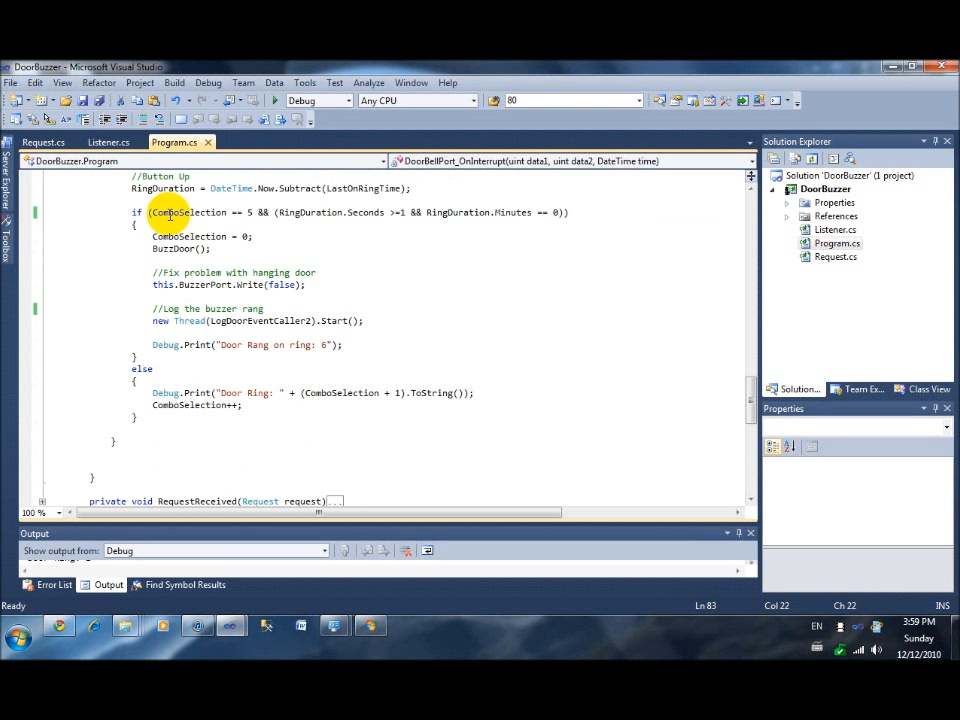 DoorBuzzer - Microsoft Visual Studio
File Edit View Refactor Project Build Debug Team Data Tools Test Analyze Window Help
Debug Any CPU 80
Request.cs Listener.cs Program.cs
DoorBuzzer.Program DoorBellPort_OnInterrupt(uint data1, uint data2, DateTime time)
//Button Up
RingDuration = DateTime.Now.Subtract(LastOnRingTime);
if (ComboSelection == 5 && (RingDuration.Seconds >=1 && RingDuration.Minutes == 0))
{
ComboSelection = 0;
BuzzDoor();
//Fix problem with hanging door
this.BuzzerPort.Write(false);
//Log the buzzer rang
new Thread(LogDoorEventCaller2).Start();
Debug.Print("Door Rang on ring: 6");
}
else
{
Debug.Print("Door Ring: " + (ComboSelection + 1).ToString());
ComboSelection++;
}
}
}
private void RequestReceived(Request request)...
100 %
Server Explorer
Toolbox
Solution Explorer
Solution 'DoorBuzzer' (1 project)
DoorBuzzer
Properties
References
Listener.cs
Program.cs
Request.cs
Solution... Team Ex... Class View
Properties
Output
Show output from: Debug
Error List Output Find Symbol Results
Ready Ln 83 Col 22 Ch 22 INS
EN
3:59 PM
Sunday
12/12/2010